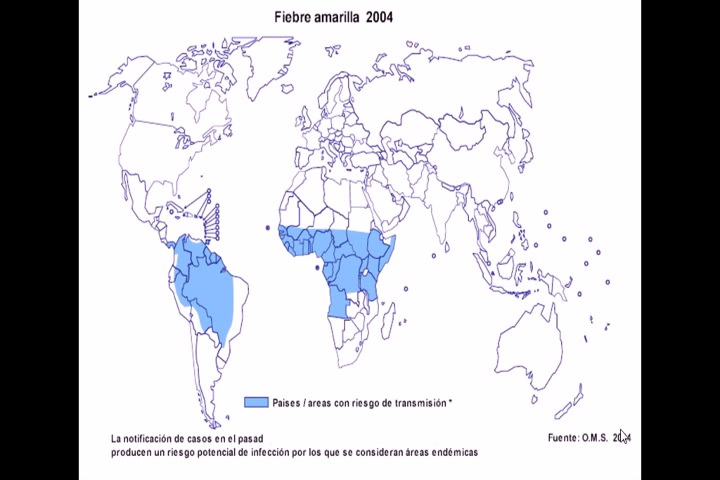 Fiebre amarilla 2004
Paises / areas con riesgo de transmisión *
La notificación de casos en el pasad
producen un riesgo potencial de infección por los que se consideran áreas endémicas
Fuente: O.M.S.